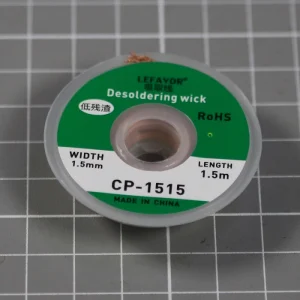 LEFAVOR®
Desoldering wick
低残渣
RoHS
WIDTH
1.5mm
LENGTH
1.5m
CP-1515
MADE IN CHINA